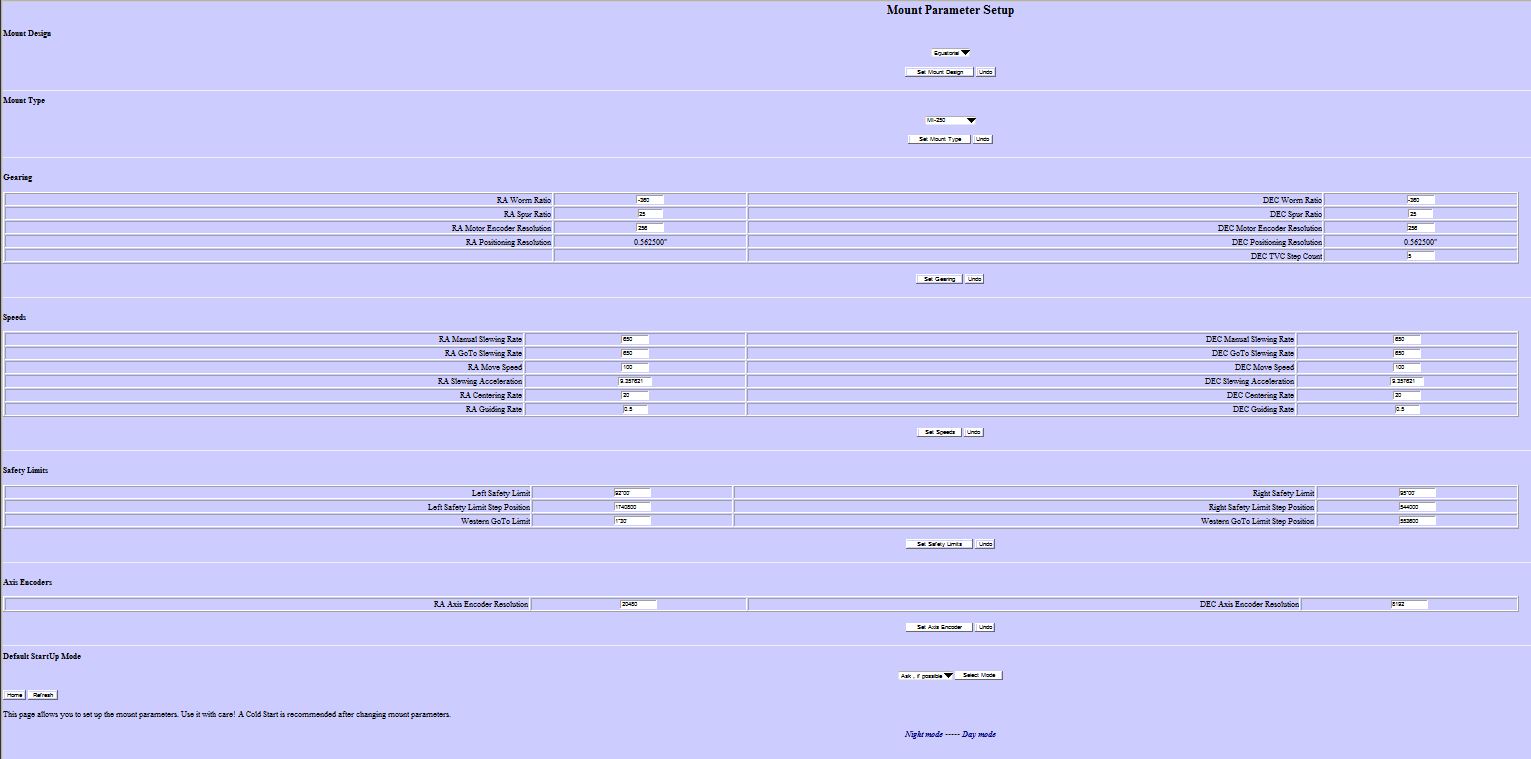 Mount Parameter Setup
Mount Design
Equatorial
Set Mount Design Undo
Mount Type
MI-250
Set Mount Type Undo
Gearing
RA Worm Ratio -360 DEC Worm Ratio -360
RA Spur Ratio 25 DEC Spur Ratio 25
RA Motor Encoder Resolution 256 DEC Motor Encoder Resolution 256
RA Positioning Resolution 0.562500" DEC Positioning Resolution 0.562500"
DEC TVC Step Count 5
Set Gearing Undo
Speeds
RA Manual Slewing Rate 650 DEC Manual Slewing Rate 650
RA GoTo Slewing Rate 650 DEC GoTo Slewing Rate 650
RA Move Speed 100 DEC Move Speed 100
RA Slewing Acceleration 9.357621 DEC Slewing Acceleration 9.357621
RA Centering Rate 20 DEC Centering Rate 20
RA Guiding Rate 0.5 DEC Guiding Rate 0.5
Set Speeds Undo
Safety Limits
Left Safety Limit Right Safety Limit
Left Safety Limit Step Position 1740800 Right Safety Limit Step Position 544000
Western GoTo Limit Western GoTo Limit Step Position 553600
Set Safety Limits Undo
Axis Encoders
RA Axis Encoder Resolution 20480 DEC Axis Encoder Resolution 8192
Set Axis Encoder Undo
Default StartUp Mode
Ask , if possible Select Mode
Home Refresh
This page allows you to set up the mount parameters. Use it with care! A Cold Start is recommended after changing mount parameters.
Night mode ----- Day mode